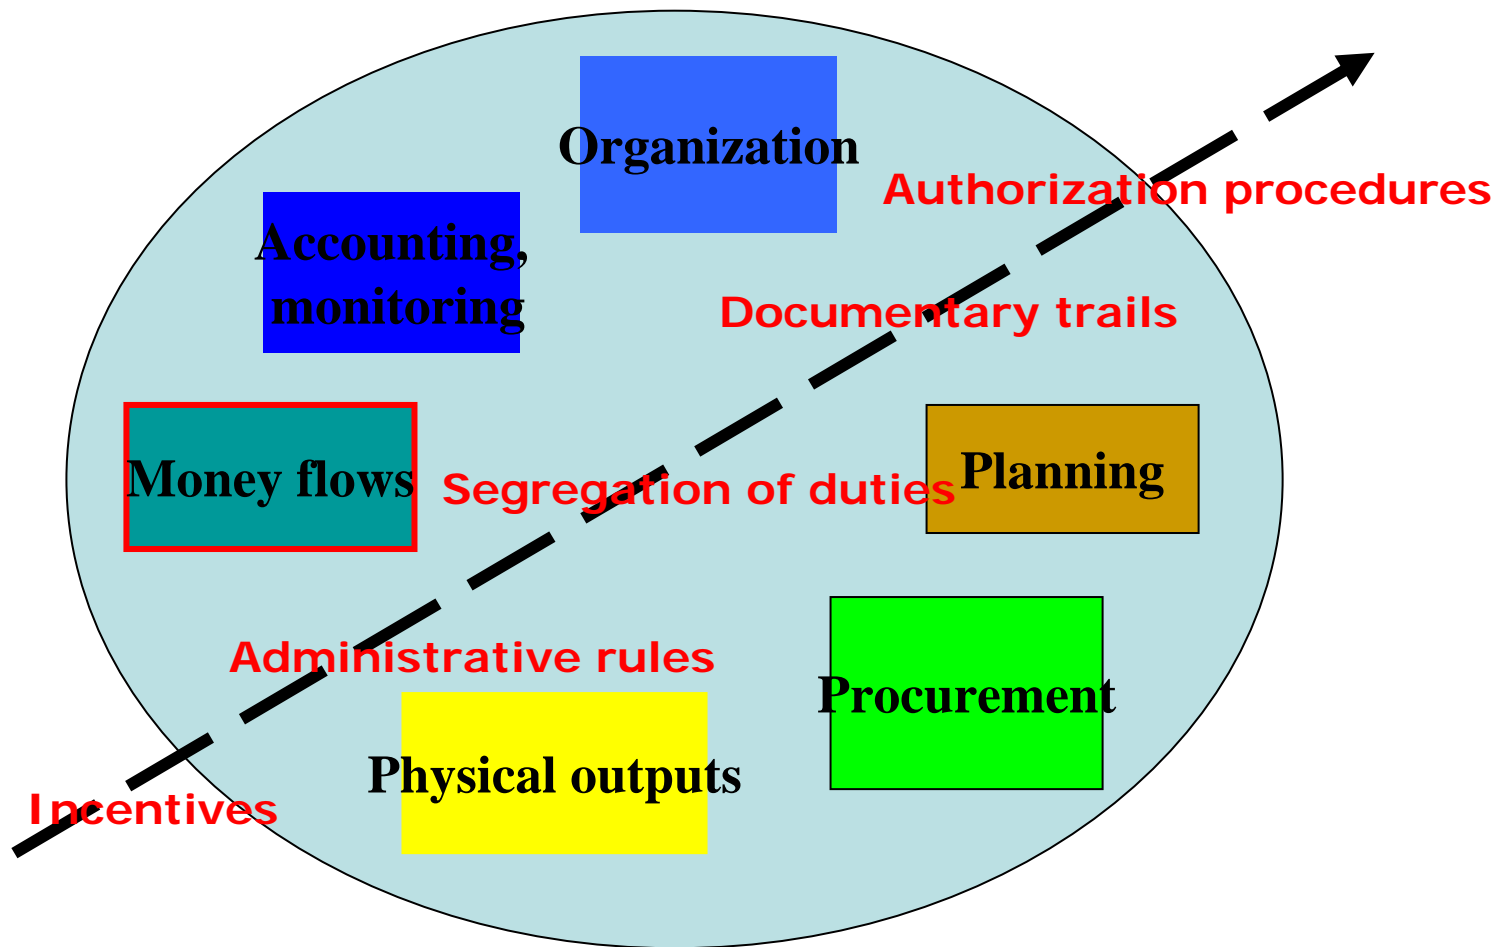 Organization
Authorization procedures
Accounting,
monitoring
Documentary trails
Money flows
Segregation of duties
Planning
Administrative rules
Procurement
Physical outputs
Incentives